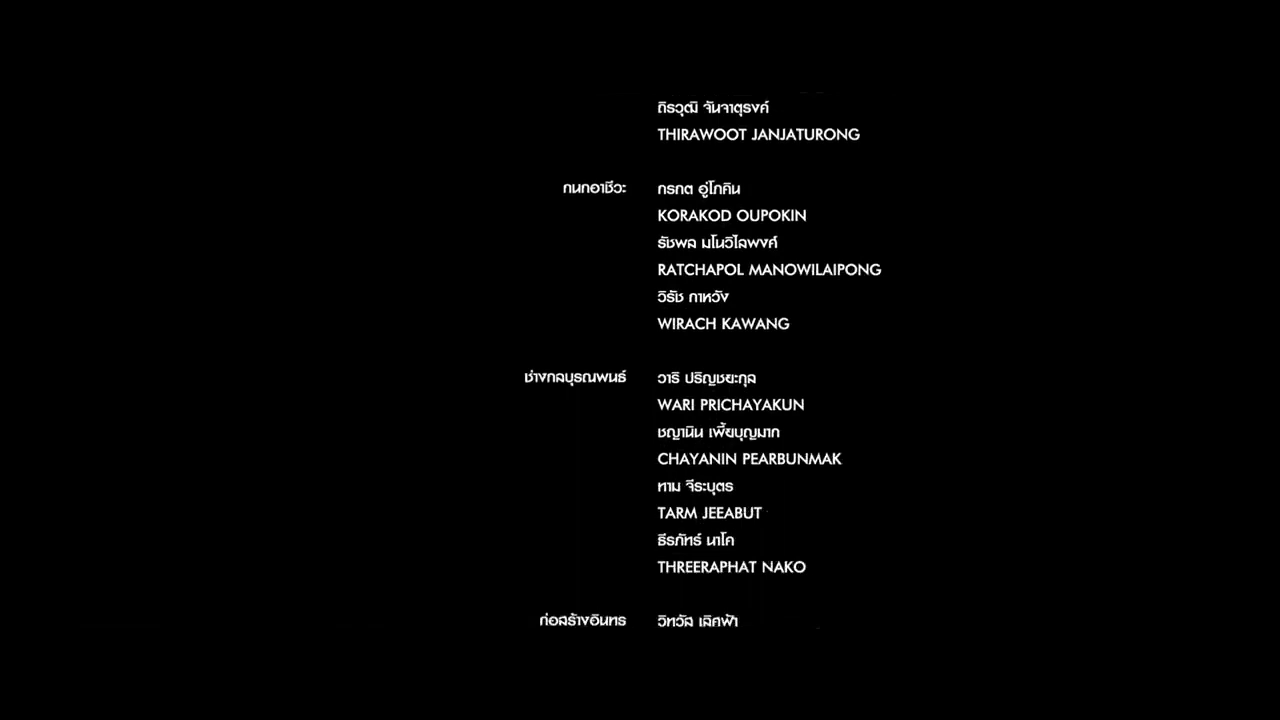 ถิรวุฒิ จันจาตุรงค์
THIRAWOOT JANJATURONG
กนกอาชีวะ กรกต อู่โภคิน
KORAKOD OUPOKIN
รัชพล มโนวิไลพงศ์
RATCHAPOL MANOWILAIPONG
วิรัช กาหวัง
WIRACH KAWANG
ช่างกลบุรณพนธ์ วาริ ปริญชยะกุล
WARI PRICHAYAKUN
ชญานิน เพี้ยบุญมาก
CHAYANIN PEARBUNMAK
ทาม จีระบุตร
TARM JEEABUT
ธีรภัทร์ นาโค
THREERAPHAT NAKO
ก่อสร้างอินทร วิทวัส เลิศฟ้า